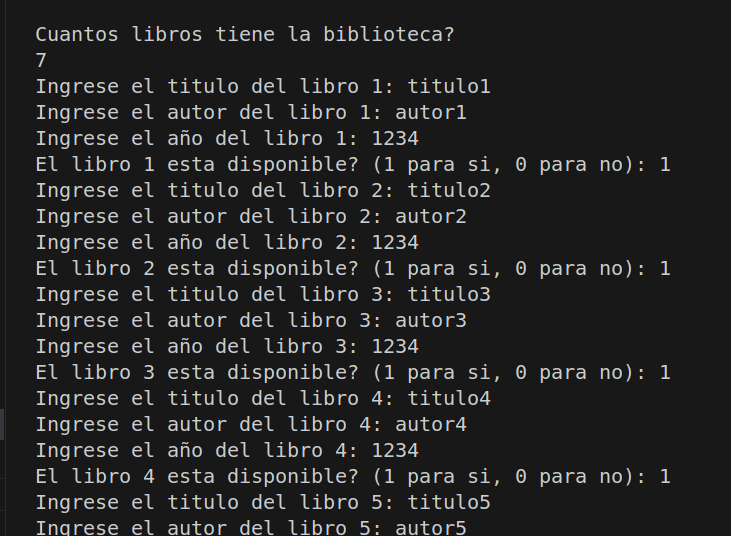 Cuantos libros tiene la biblioteca?
7
Ingrese el titulo del libro 1: titulo1
Ingrese el autor del libro 1: autor1
Ingrese el año del libro 1: 1234
El libro 1 esta disponible? (1 para si, 0 para no): 1
Ingrese el titulo del libro 2: titulo2
Ingrese el autor del libro 2: autor2
Ingrese el año del libro 2: 1234
El libro 2 esta disponible? (1 para si, 0 para no): 1
Ingrese el titulo del libro 3: titulo3
Ingrese el autor del libro 3: autor3
Ingrese el año del libro 3: 1234
El libro 3 esta disponible? (1 para si, 0 para no): 1
Ingrese el titulo del libro 4: titulo4
Ingrese el autor del libro 4: autor4
Ingrese el año del libro 4: 1234
El libro 4 esta disponible? (1 para si, 0 para no): 1
Ingrese el titulo del libro 5: titulo5
Ingrese el autor del libro 5: autor5